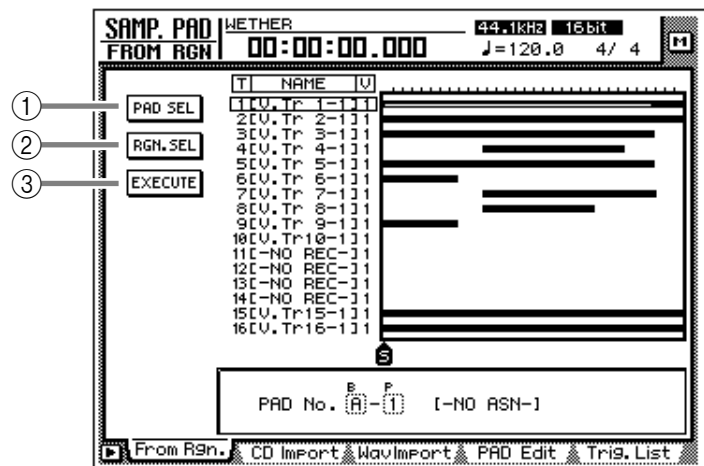 SAMP. PAD WETHER 44.1kHz 16bit
FROM RGN 00:00:00.000 ♩=120.0 4/ 4 M
T NAME V
① PAD SEL
② RGN.SEL
③ EXECUTE
1[V.Tr 1-1]1
2[V.Tr 2-1]1
3[V.Tr 3-1]1
4[V.Tr 4-1]1
5[V.Tr 5-1]1
6[V.Tr 6-1]1
7[V.Tr 7-1]1
8[V.Tr 8-1]1
9[V.Tr 9-1]1
10[V.Tr10-1]1
11[-NO REC-]1
12[-NO REC-]1
13[-NO REC-]1
14[-NO REC-]1
15[V.Tr15-1]1
16[V.Tr16-1]1
S
B P
PAD No. A-1 [-NO ASN-]
From Rgn. CD Import WavImport PAD Edit Trig.List